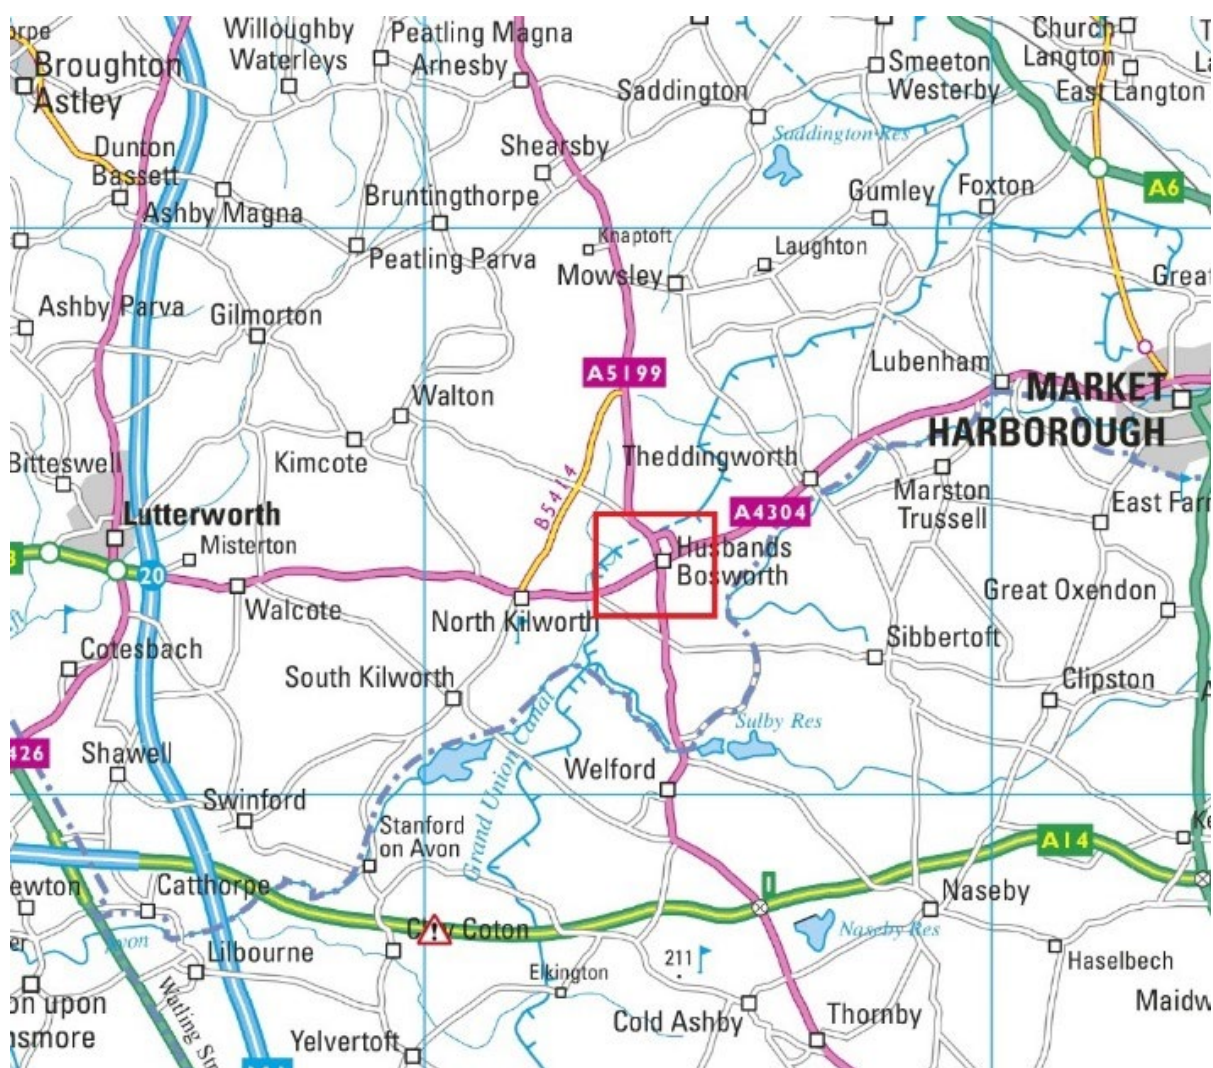 Willoughby
Waterleys
Peatling Magna
Arnesby
Church
Langton
Broughton
Astley
Saddington
Smeeton
Westerby
East Langton
Dunton
Bassett
Shearsby
Saddington Res
Ashby Magna
Bruntingthorpe
Gumley
Foxton
A6
Knaptoft
Laughton
Peatling Parva
Mowsley
Great
Ashby Parva
Gilmorton
A5199
Lubenham
MARKET
HARBOROUGH
Walton
Bitteswell
Kimcote
Theddingworth
B5414
Marston
Trussell
A4304
Lutterworth
Misterton
Husbands
Bosworth
20
Walcote
North Kilworth
Great Oxendon
Cotesbach
Sibbertoft
South Kilworth
Clipston
Grand Union Canal
Sulby Res
Shawell
Welford
Swinford
Stanford
on Avon
A14
Catthorpe
1
Naseby
Avon
Coton
Naseby Res
Lilbourne
211
Elkington
Haselbech
Watling
Cold Ashby
Thornby
Yelvertoft